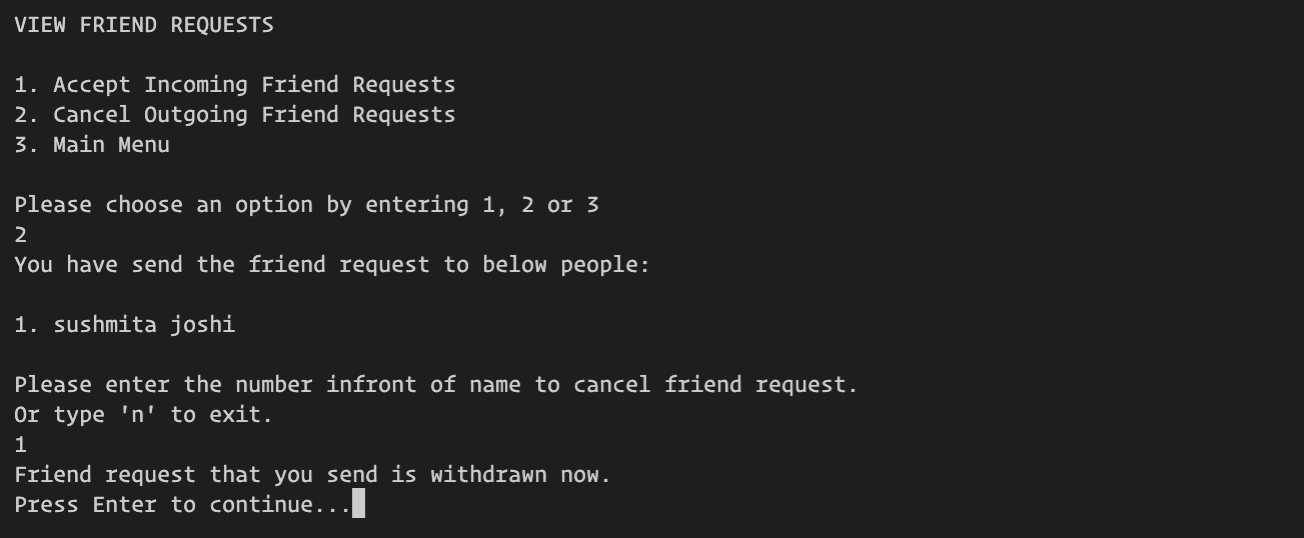 VIEW FRIEND REQUESTS
1. Accept Incoming Friend Requests
2. Cancel Outgoing Friend Requests
3. Main Menu
Please choose an option by entering 1, 2 or 3
2
You have send the friend request to below people:
1. sushmita joshi
Please enter the number infront of name to cancel friend request.
Or type 'n' to exit.
1
Friend request that you send is withdrawn now.
Press Enter to continue...